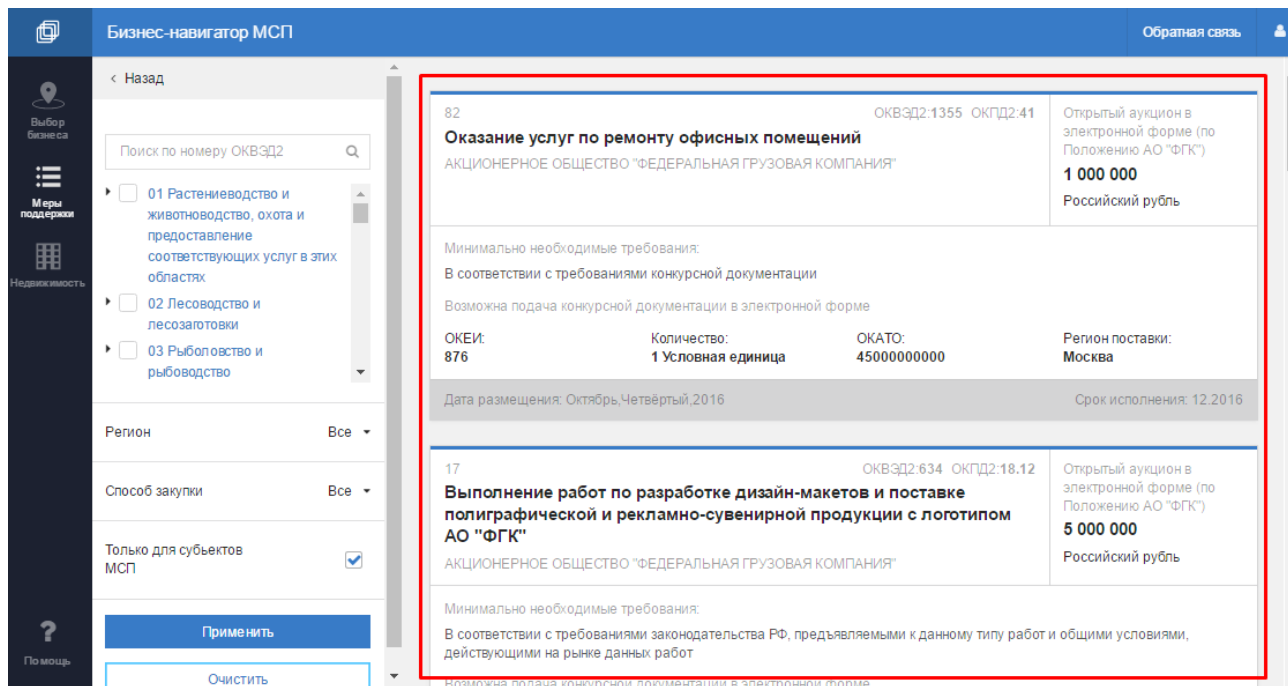 Бизнес-навигатор МСП
Обратная связь
Выбор
бизнеса
Меры
поддержки
Недвижимость
?
Помощь
< Назад
Поиск по номеру ОКВЭД2
01 Растениеводство и
животноводство, охота и
предоставление
соответствующих услуг в этих
областях
02 Лесоводство и
лесозаготовки
03 Рыболовство и
рыбоводство
Регион Все
Способ закупки Все
Только для субьектов
МСП
Применить
Очистить
82 ОКВЭД2:1355 ОКПД2:41
Оказание услуг по ремонту офисных помещений
АКЦИОНЕРНОЕ ОБЩЕСТВО "ФЕДЕРАЛЬНАЯ ГРУЗОВАЯ КОМПАНИЯ"
Открытый аукцион в
электронной форме (по
Положению АО "ФГК")
1 000 000
Российский рубль
Минимально необходимые требования:
В соответствии с требованиями конкурсной документации
Возможна подача конкурсной документации в электронной форме
ОКЕИ: Количество: ОКАТО: Регион поставки:
876 1 Условная единица 45000000000 Москва
Дата размещения: Октябрь,Четвёртый,2016 Срок исполнения: 12.2016
17 ОКВЭД2:634 ОКПД2:18.12
Выполнение работ по разработке дизайн-макетов и поставке
полиграфической и рекламно-сувенирной продукции с логотипом
АО "ФГК"
АКЦИОНЕРНОЕ ОБЩЕСТВО "ФЕДЕРАЛЬНАЯ ГРУЗОВАЯ КОМПАНИЯ"
Открытый аукцион в
электронной форме (по
Положению АО "ФГК")
5 000 000
Российский рубль
Минимально необходимые требования:
В соответствии с требованиями законодательства РФ, предъявляемыми к данному типу работ и общими условиями,
действующими на рынке данных работ
Возможна подача конкурсной документации в электронной форме